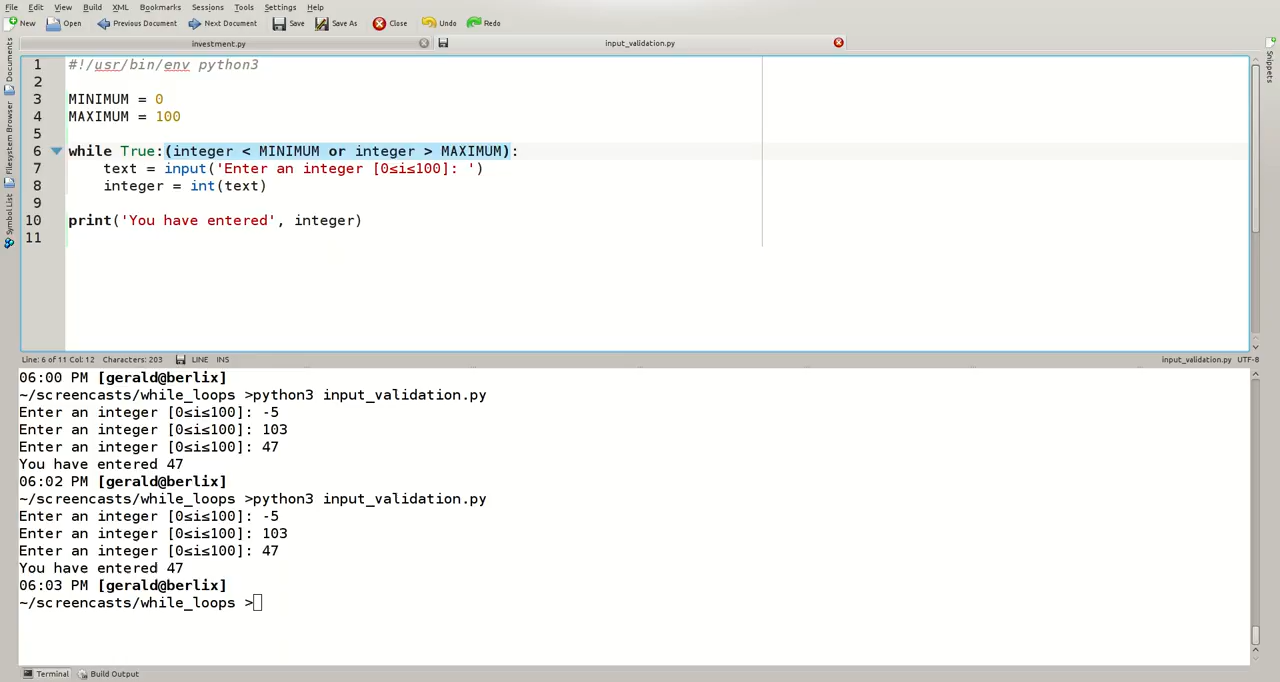 File Edit View Build XML Bookmarks Sessions Tools Settings Help
New Open Previous Document Next Document Save Save As Close Undo Redo
investment.py input_validation.py
Documents
Filesystem Browser
Symbol List
Snippets
1 #!/usr/bin/env python3
2
3 MINIMUM = 0
4 MAXIMUM = 100
5
6 while True:(integer < MINIMUM or integer > MAXIMUM):
7 text = input('Enter an integer [0≤i≤100]: ')
8 integer = int(text)
9
10 print('You have entered', integer)
11
Line: 6 of 11 Col: 12 Characters: 203 LINE INS input_validation.py UTF-8
06:00 PM [gerald@berlix]
~/screencasts/while_loops >python3 input_validation.py
Enter an integer [0≤i≤100]: -5
Enter an integer [0≤i≤100]: 103
Enter an integer [0≤i≤100]: 47
You have entered 47
06:02 PM [gerald@berlix]
~/screencasts/while_loops >python3 input_validation.py
Enter an integer [0≤i≤100]: -5
Enter an integer [0≤i≤100]: 103
Enter an integer [0≤i≤100]: 47
You have entered 47
06:03 PM [gerald@berlix]
~/screencasts/while_loops >
Terminal Build Output